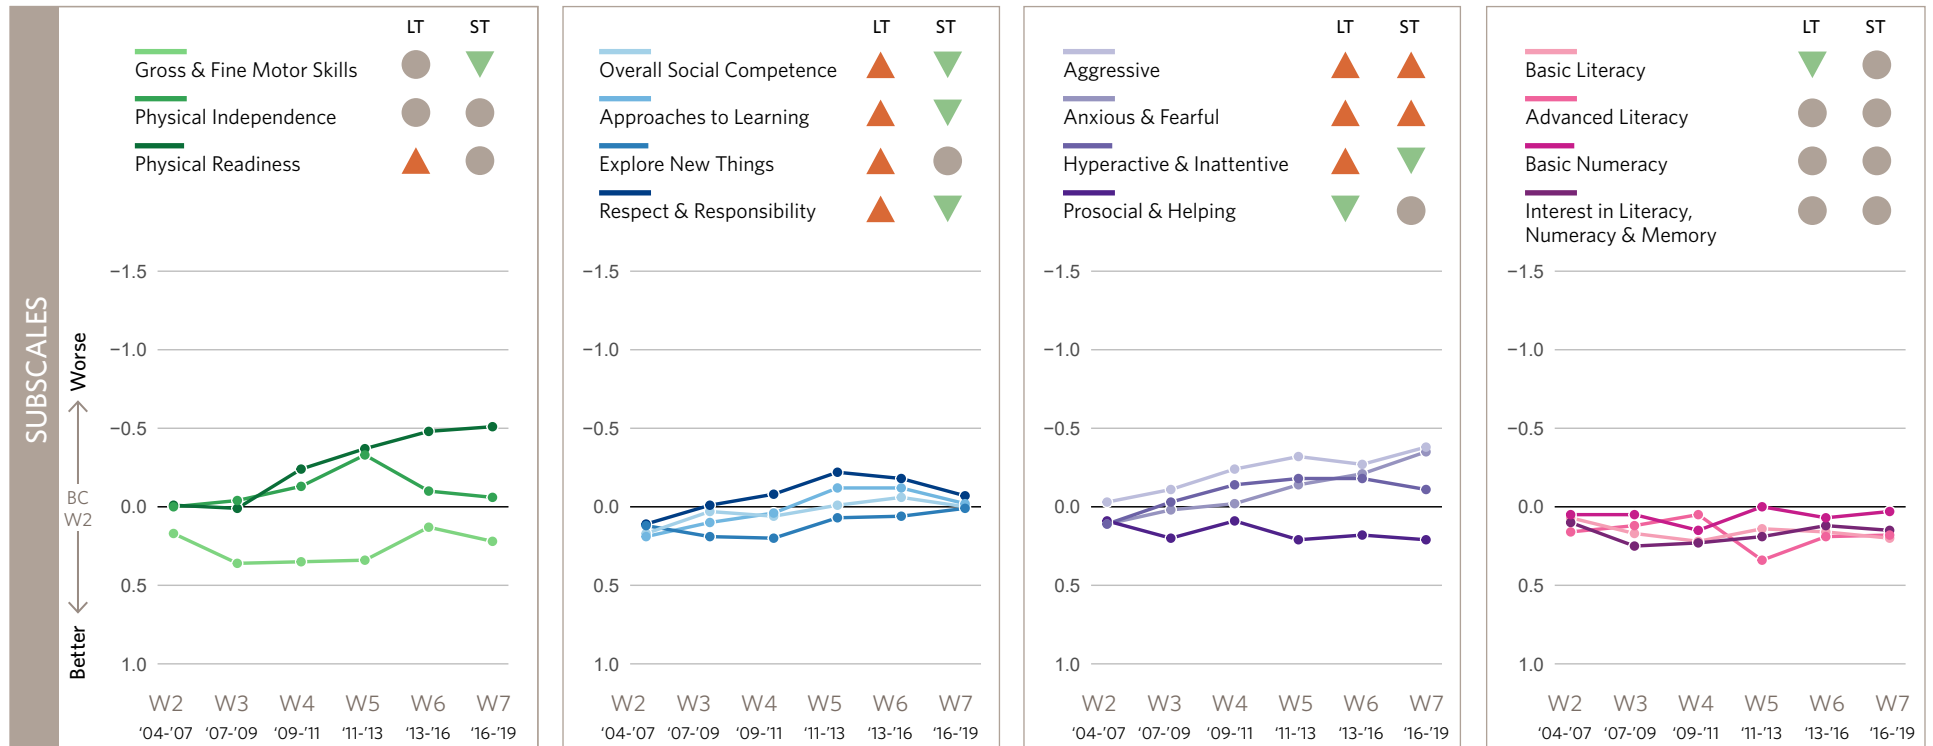 SUBSCALES
Worse
BC
W2
Better
LT ST
Gross & Fine Motor Skills
Physical Independence
Physical Readiness
−1.5
−1.0
−0.5
0.0
0.5
1.0
W2 W3 W4 W5 W6 W7
‘04-’07 ‘07-’09 ‘09-’11 ‘11-’13 ‘13-’16 ‘16-’19
LT ST
Overall Social Competence
Approaches to Learning
Explore New Things
Respect & Responsibility
−1.5
−1.0
−0.5
0.0
0.5
1.0
W2 W3 W4 W5 W6 W7
‘04-’07 ‘07-’09 ‘09-’11 ‘11-’13 ‘13-’16 ‘16-’19
LT ST
Aggressive
Anxious & Fearful
Hyperactive & Inattentive
Prosocial & Helping
−1.5
−1.0
−0.5
0.0
0.5
1.0
W2 W3 W4 W5 W6 W7
‘04-’07 ‘07-’09 ‘09-’11 ‘11-’13 ‘13-’16 ‘16-’19
LT ST
Basic Literacy
Advanced Literacy
Basic Numeracy
Interest in Literacy,
Numeracy & Memory
−1.5
−1.0
−0.5
0.0
0.5
1.0
W2 W3 W4 W5 W6 W7
‘04-’07 ‘07-’09 ‘09-’11 ‘11-’13 ‘13-’16 ‘16-’19